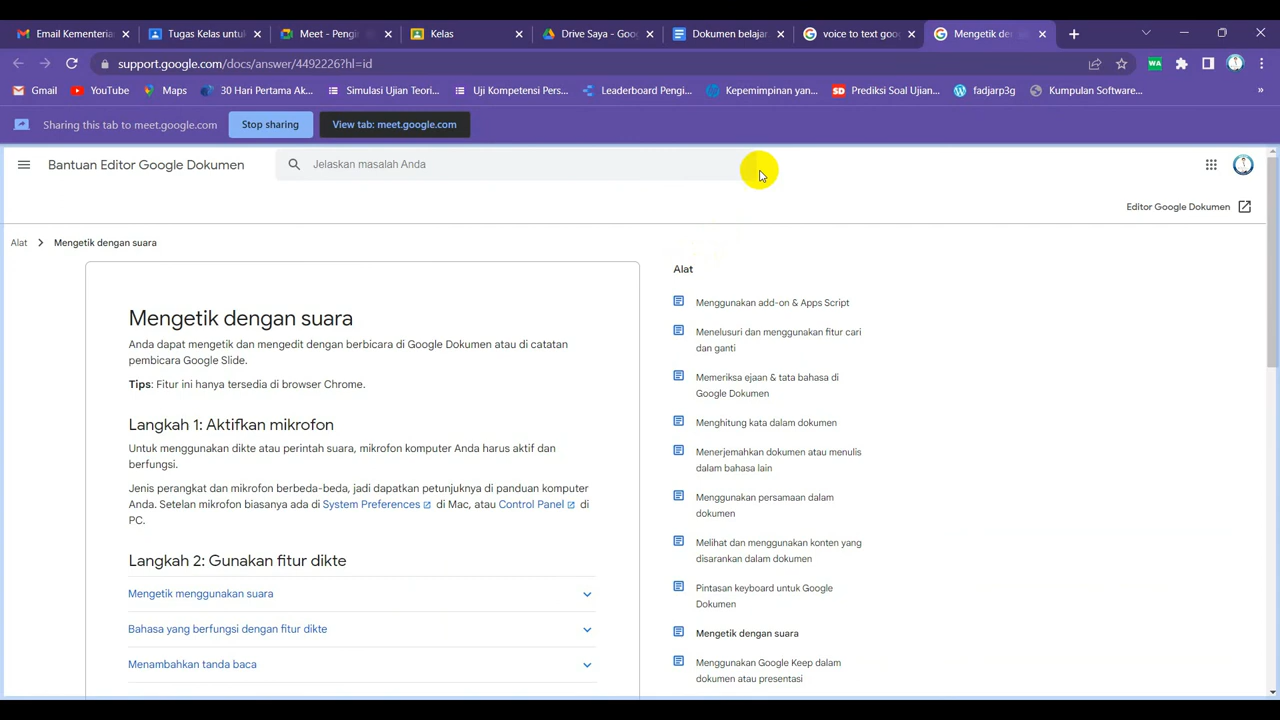 Email Kementeria
Tugas Kelas untuk
Meet - Pengir
Kelas
Drive Saya - Goo
Dokumen belajar
voice to text goog
Mengetik den
support.google.com/docs/answer/4492226?hl=id
Gmail
YouTube
Maps
30 Hari Pertama Ak...
Simulasi Ujian Teori...
Uji Kompetensi Pers...
Leaderboard Pengi...
Kepemimpinan yan...
SD Prediksi Soal Ujian...
fadjarp3g
Kumpulan Software...
»
WA
Sharing this tab to meet.google.com
Stop sharing
View tab: meet.google.com
Bantuan Editor Google Dokumen
Jelaskan masalah Anda
Editor Google Dokumen
Alat
Mengetik dengan suara
Mengetik dengan suara
Anda dapat mengetik dan mengedit dengan berbicara di Google Dokumen atau di catatan
pembicara Google Slide.
Tips: Fitur ini hanya tersedia di browser Chrome.
Langkah 1: Aktifkan mikrofon
Untuk menggunakan dikte atau perintah suara, mikrofon komputer Anda harus aktif dan
berfungsi.
Jenis perangkat dan mikrofon berbeda-beda, jadi dapatkan petunjuknya di panduan komputer
Anda. Setelan mikrofon biasanya ada di System Preferences di Mac, atau Control Panel di
PC.
Langkah 2: Gunakan fitur dikte
Mengetik menggunakan suara
Bahasa yang berfungsi dengan fitur dikte
Menambahkan tanda baca
Alat
Menggunakan add-on & Apps Script
Menelusuri dan menggunakan fitur cari
dan ganti
Memeriksa ejaan & tata bahasa di
Google Dokumen
Menghitung kata dalam dokumen
Menerjemahkan dokumen atau menulis
dalam bahasa lain
Menggunakan persamaan dalam
dokumen
Melihat dan menggunakan konten yang
disarankan dalam dokumen
Pintasan keyboard untuk Google
Dokumen
Mengetik dengan suara
Menggunakan Google Keep dalam
dokumen atau presentasi